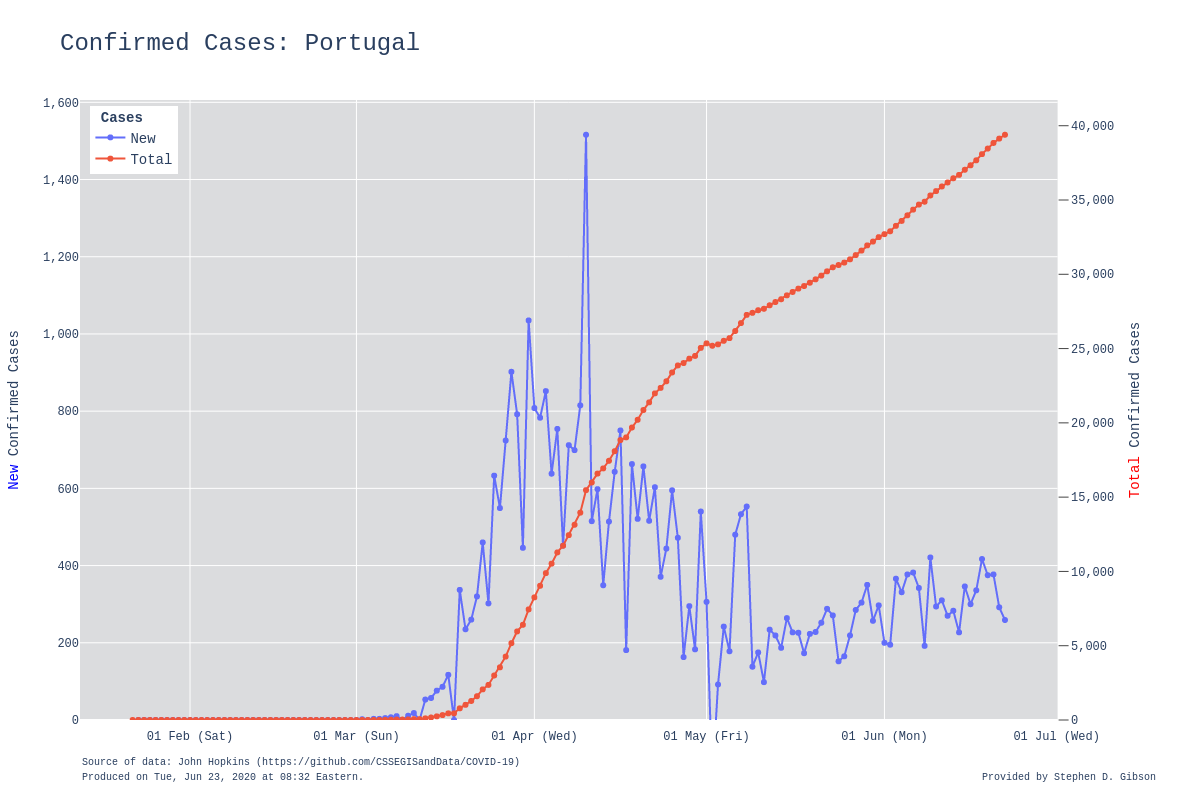 Confirmed Cases: Portugal
Cases
New
Total
1,600
1,400
1,200
1,000
800
600
400
200
0
New Confirmed Cases
40,000
35,000
30,000
25,000
20,000
15,000
10,000
5,000
0
Total Confirmed Cases
01 Feb (Sat)
01 Mar (Sun)
01 Apr (Wed)
01 May (Fri)
01 Jun (Mon)
01 Jul (Wed)
Source of data: John Hopkins (https://github.com/CSSEGISandData/COVID-19)
Produced on Tue, Jun 23, 2020 at 08:32 Eastern.
Provided by Stephen D. Gibson